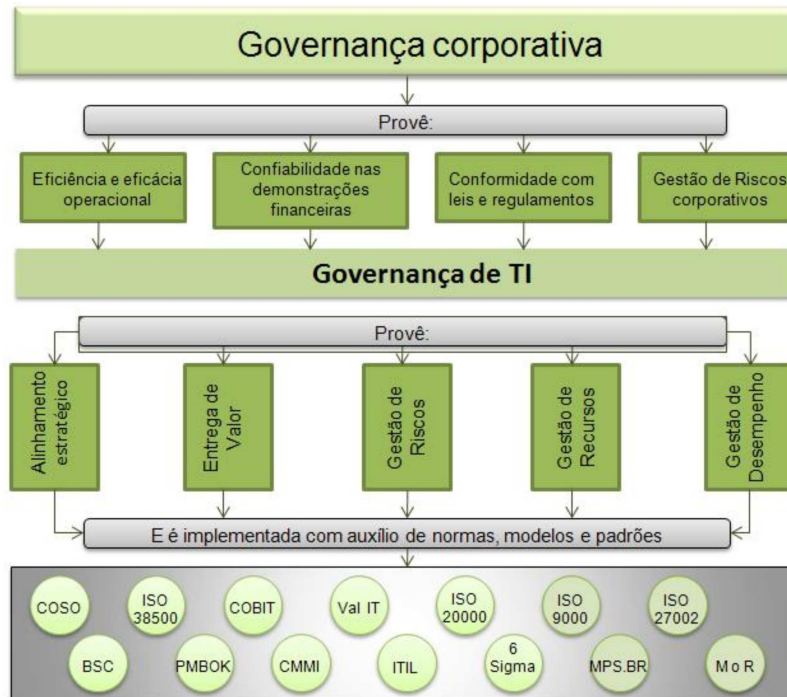 Governança corporativa
Provê:
Eficiência e eficácia
operacional
Confiabilidade nas
demonstrações
financeiras
Conformidade com
leis e regulamentos
Gestão de Riscos
corporativos
Governança de TI
Provê:
Alinhamento
estratégico
Entrega de
Valor
Gestão de
Riscos
Gestão de
Recursos
Gestão de
Desempenho
E é implementada com auxílio de normas, modelos e padrões
COSO
ISO
38500
COBIT
Val IT
ISO
20000
ISO
9000
ISO
27002
BSC
PMBOK
CMMI
ITIL
6
Sigma
MPS.BR
M o R